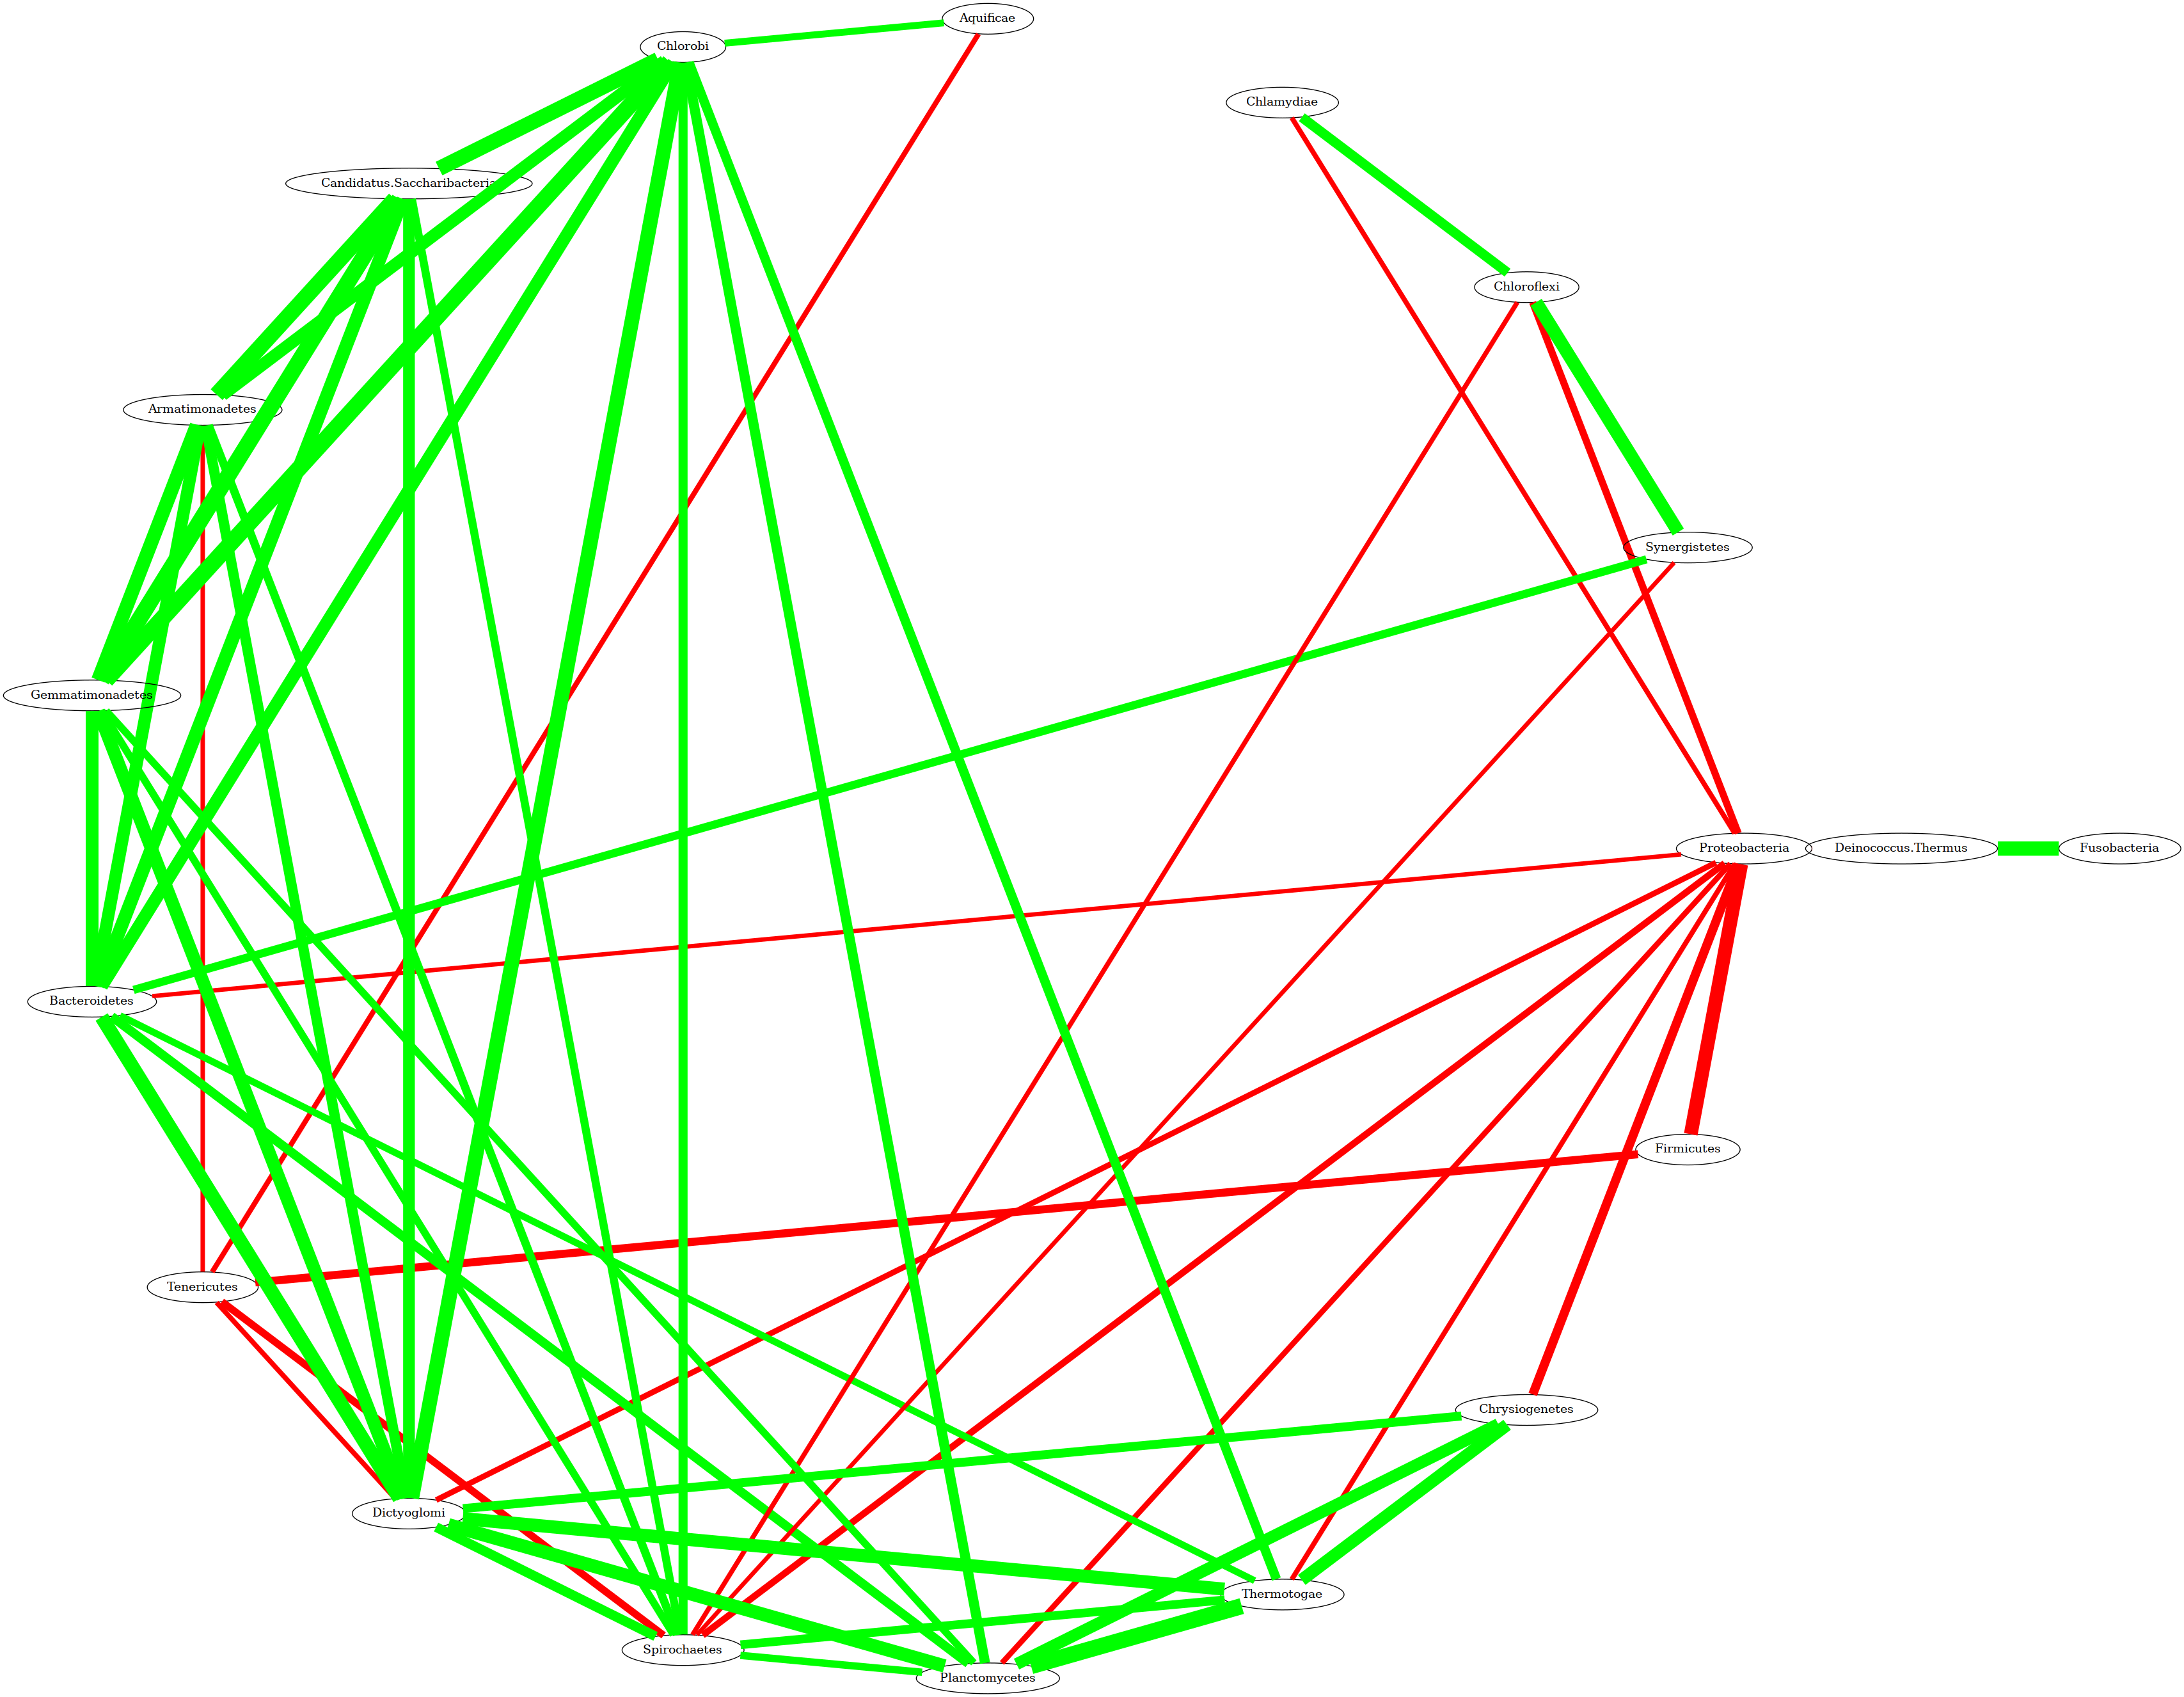 Aquificae
Chlorobi
Chlamydiae
Candidatus.Saccharibacteria
Chloroflexi
Armatimonadetes
Synergistetes
Gemmatimonadetes
Proteobacteria
Deinococcus.Thermus
Fusobacteria
Bacteroidetes
Firmicutes
Tenericutes
Chrysiogenetes
Dictyoglomi
Thermotogae
Spirochaetes
Planctomycetes